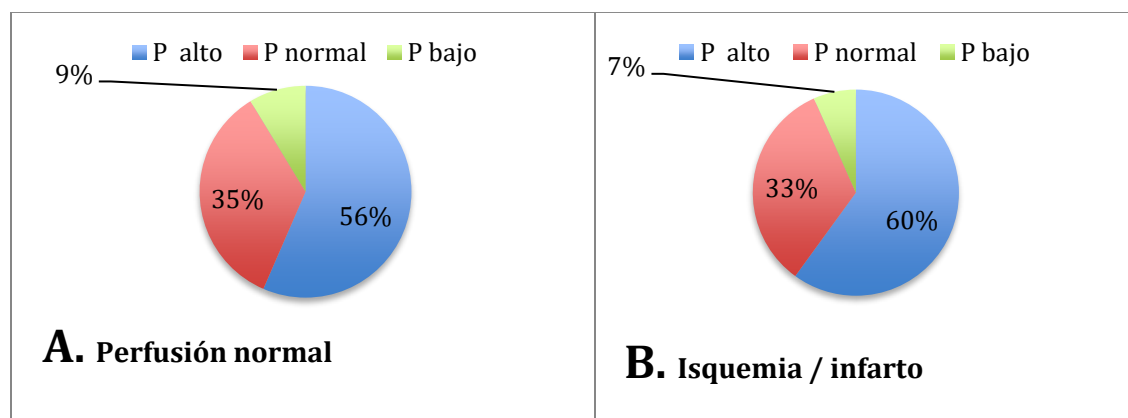 P alto P normal P bajo
9%
35%
56%
A. Perfusión normal
P alto P normal P bajo
7%
33%
60%
B. Isquemia / infarto